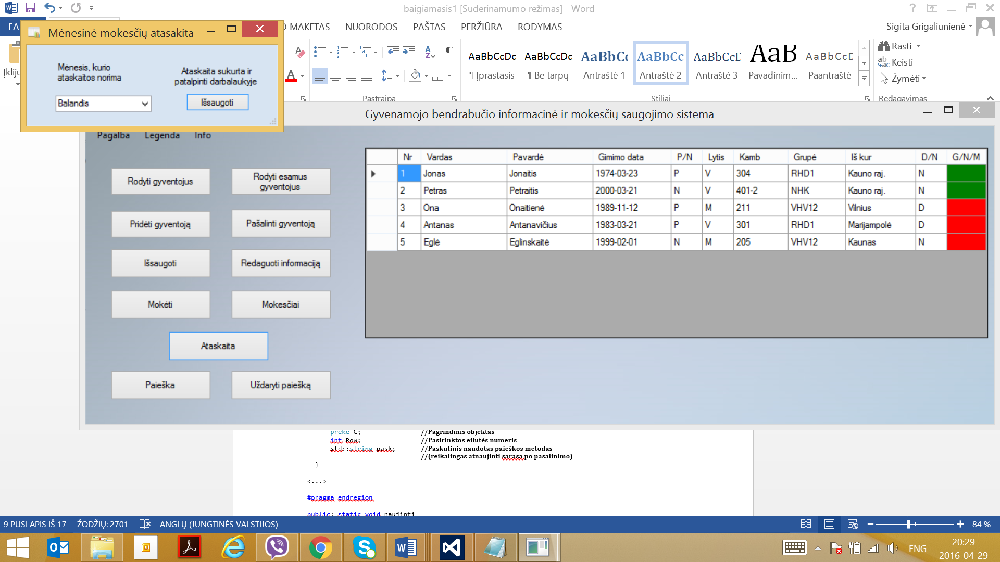 baigiamasis1 [Suderinamumo režimas] - Word
MAKETAS NUORODOS PAŠTAS PERŽIŪRA RODYMAS
Sigita Grigaliūnienė
Mėnesinė mokesčių atasakita
Mėnesis, kurio
ataskaitos norima
Ataskaita sukurta ir
patalpinti darbalaukyje
Balandis
Išsaugoti
AaBbCcDc AaBbCcDc AaBbCc AaBbCc AaBbCcD AaB AaBbCcD
¶ Įprastasis ¶ Be tarpų Antraštė 1 Antraštė 2 Antraštė 3 Pavadinim... Paantraštė
Pastraipa
Stiliai
Rasti
Keisti
Žymėti
Redagavimas
Gyvenamojo bendrabučio informacinė ir mokesčių saugojimo sistema
Pagalba Legenda Info
Rodyti gyventojus
Rodyti esamus
gyventojus
Pridėti gyventoją
Pašalinti gyventoją
Išsaugoti
Redaguoti informaciją
Mokėti
Mokesčiai
Ataskaita
Paieška
Uždaryti paiešką
Nr Vardas Pavardė Gimimo data P/N Lytis Kamb Grupė Iš kur D/N G/N/M
1 Jonas Jonaitis 1974-03-23 P V 304 RHD1 Kauno raj. N
2 Petras Petraitis 2000-03-21 N V 401-2 NHK Kauno raj. N
3 Ona Onaitienė 1989-11-12 P M 211 VHV12 Vilnius D
4 Antanas Antanavičius 1983-03-21 P V 301 RHD1 Marijampolė D
5 Eglė Eglinskaitė 1999-02-01 N M 205 VHV12 Kaunas N
preke C; //Pagrindinis objektas
int Row; //Pasirinktos eilutės numeris
std::string pask; //Paskutinis naudotas paieškos metodas
//(reikalingas atnaujinti sarasa po pasalinimo)
}
<...>
#pragma endregion
public: static void naujinti
9 PUSLAPIS IŠ 17 ŽODŽIŲ: 2701 ANGLŲ (JUNGTINĖS VALSTIJOS)
84 %
ENG
20:29
2016-04-29